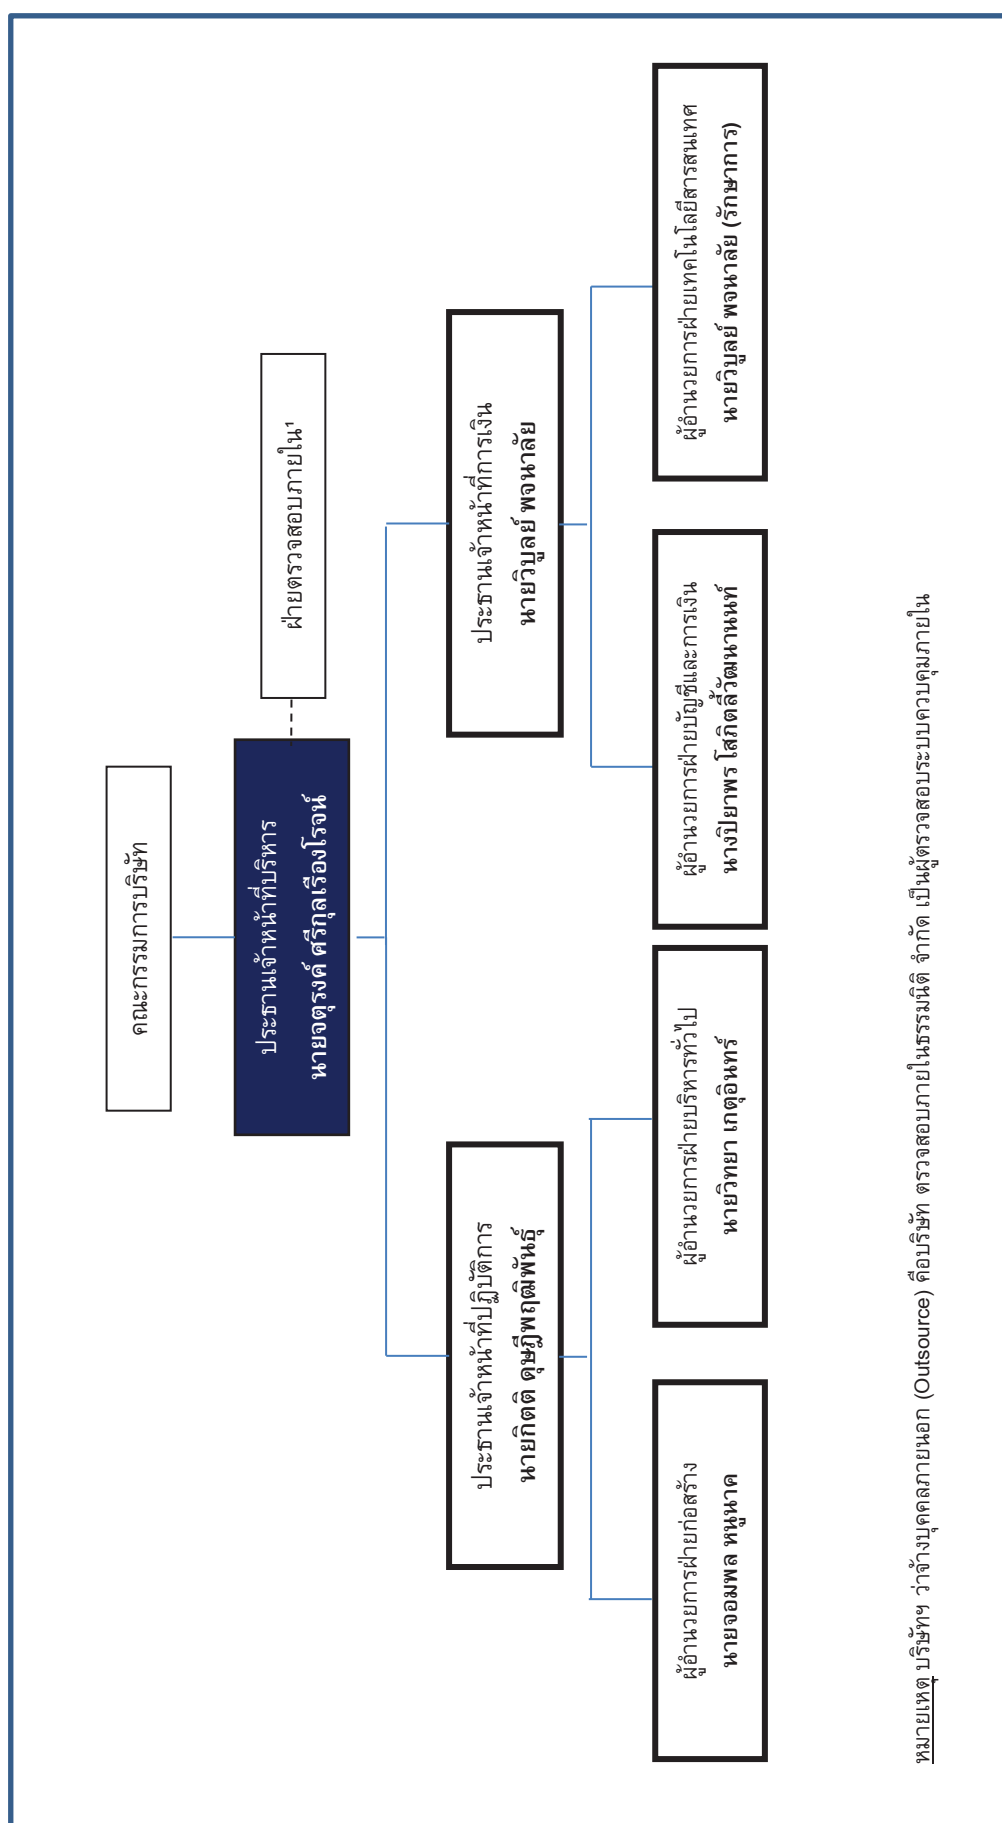 คณะกรรมการบริษัท
ประธานเจ้าหน้าที่บริหาร
นายจตุรงค์ ศรีกุลเรืองโรจน์
ฝ่ายตรวจสอบภายใน¹
ประธานเจ้าหน้าที่ปฏิบัติการ
นายกิตติ ดุษฎีพฤฒิพันธุ์
ประธานเจ้าหน้าที่การเงิน
นายวิบูลย์ พจนาลัย
ผู้อำนวยการฝ่ายก่อสร้าง
นายจอมพล หนูนาค
ผู้อำนวยการฝ่ายบริหารทั่วไป
นายวิทยา เกตุอินทร์
ผู้อำนวยการฝ่ายบัญชีและการเงิน
นางปิยาพร โสภิตลิ้วัฒนานนท์
ผู้อำนวยการฝ่ายเทคโนโลยีสารสนเทศ
นายวิบูลย์ พจนาลัย (รักษาการ)
หมายเหตุ บริษัทฯ ว่าจ้างบุคคลภายนอก (Outsource) คือบริษัท ตรวจสอบภายในธรรมนิติ จำกัด เป็นผู้ตรวจสอบระบบควบคุมภายใน